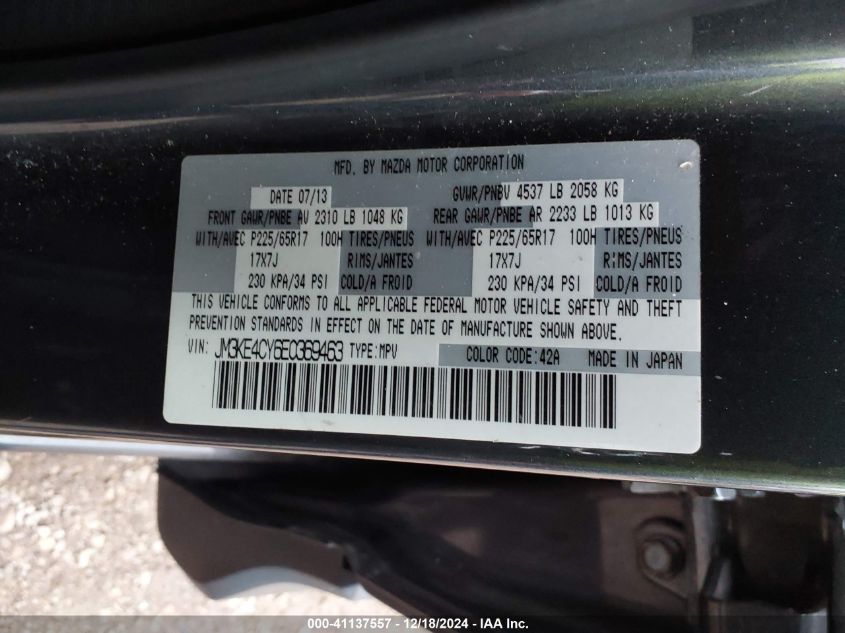 MFD. BY MAZDA MOTOR CORPORATION
DATE 07/13 GVWR/PNBV 4537 LB 2058 KG
FRONT GAWR/PNBE AV 2310 LB 1048 KG REAR GAWR/PNBE AR 2233 LB 1013 KG
WITH/AVEC P225/65R17 100H TIRES/PNEUS WITH/AVEC P225/65R17 100H TIRES/PNEUS
17X7J RIMS/JANTES 17X7J RIMS/JANTES
230 KPA/34 PSI COLD/A FROID 230 KPA/34 PSI COLD/A FROID
THIS VEHICLE CONFORMS TO ALL APPLICABLE FEDERAL MOTOR VEHICLE SAFETY AND THEFT
PREVENTION STANDARDS IN EFFECT ON THE DATE OF MANUFACTURE SHOWN ABOVE.
VIN: JM3KE4CY6E0369463 TYPE:MPV COLOR CODE:42A MADE IN JAPAN
000-41137557 - 12/18/2024 - IAA Inc.